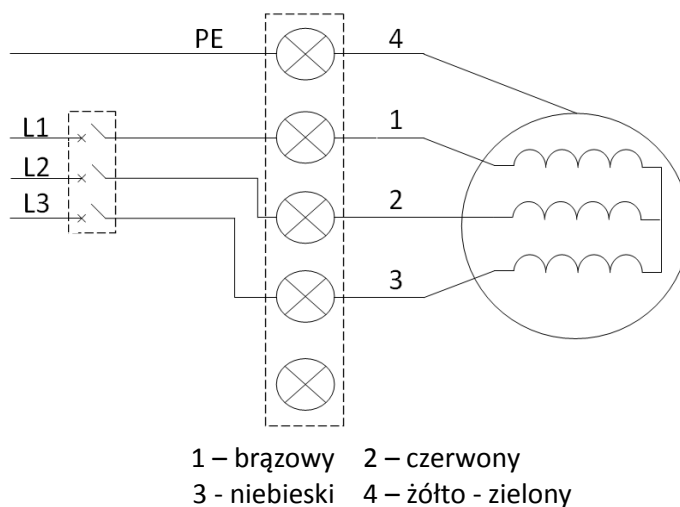 PE 4
L1 1
L2
L3 2
3
1 – brązowy 2 – czerwony
3 - niebieski 4 – żółto - zielony